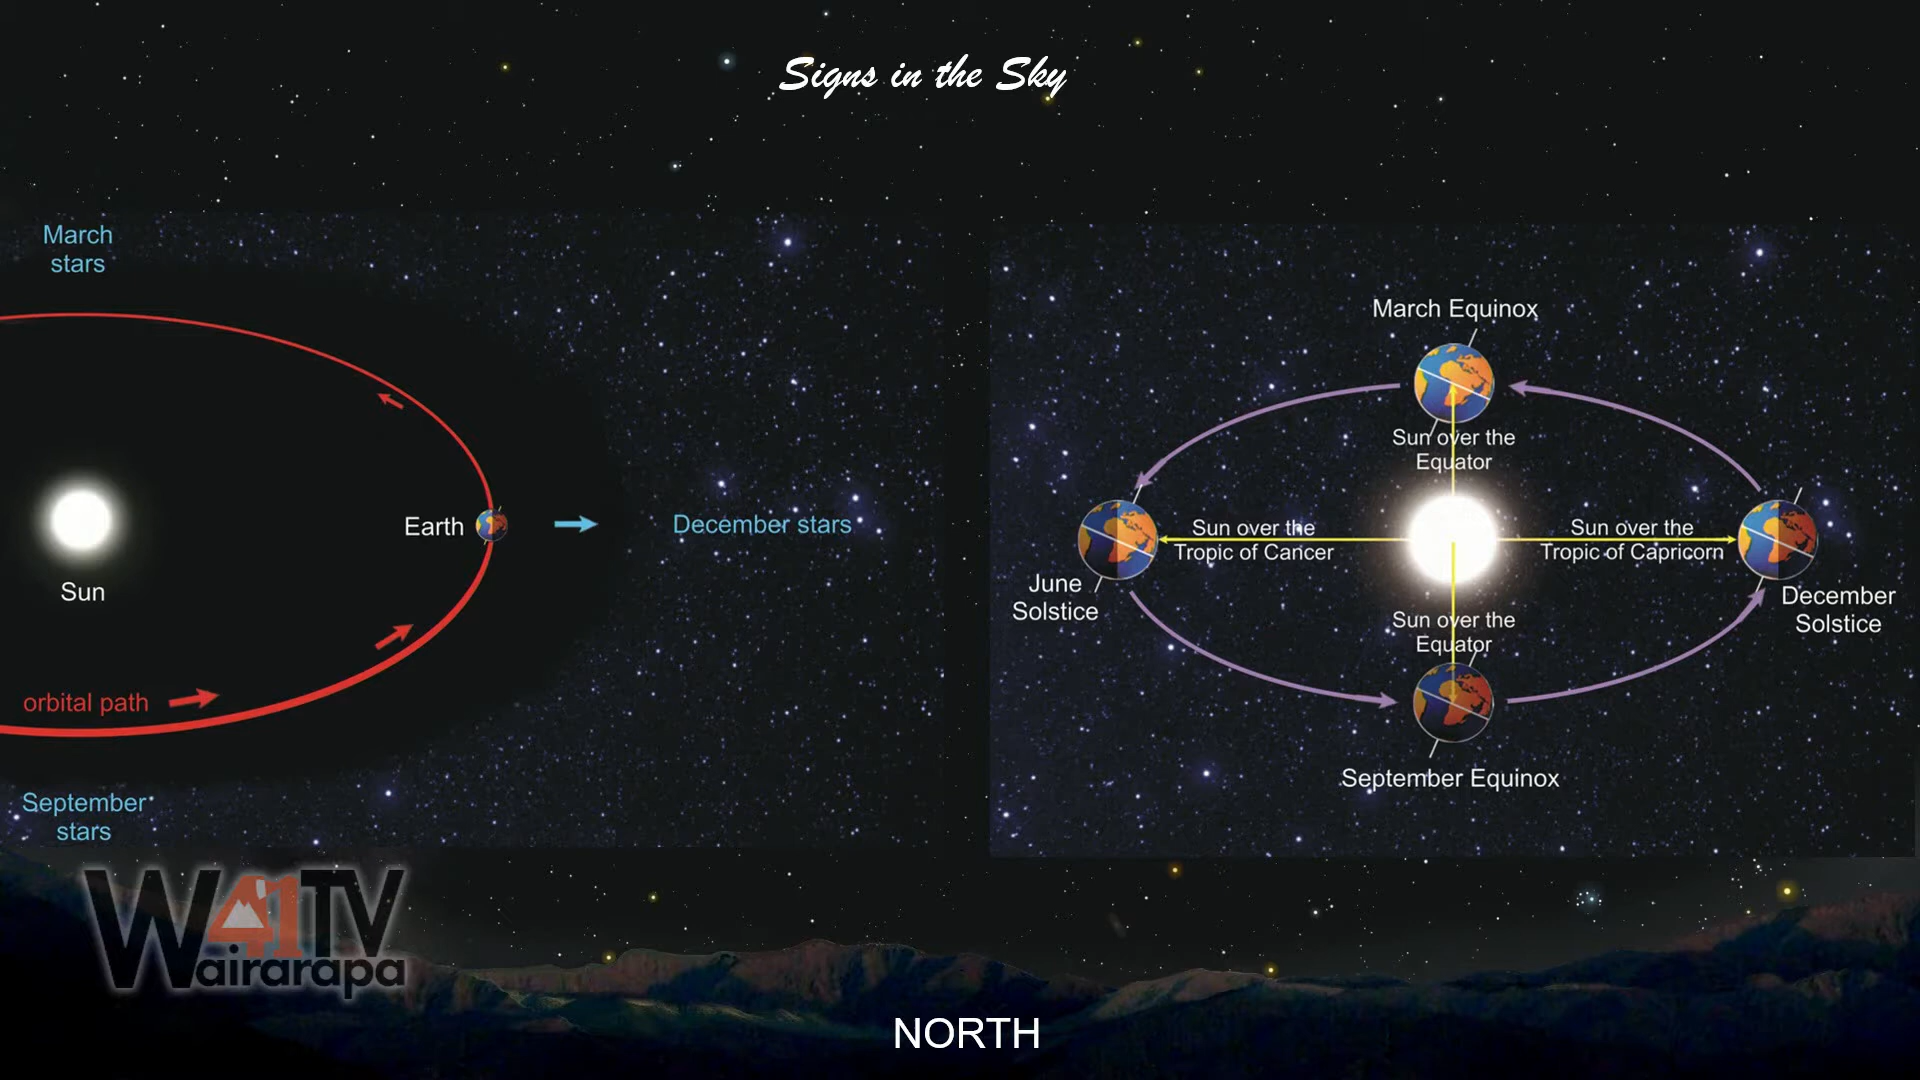 Signs in the Sky
March
stars
Earth
December stars
Sun
orbital path
September
stars
March Equinox
Sun over the
Equator
Sun over the
Tropic of Cancer
Sun over the
Tropic of Capricorn
June
Solstice
December
Solstice
Sun over the
Equator
September Equinox
W41TV
Wairarapa
NORTH